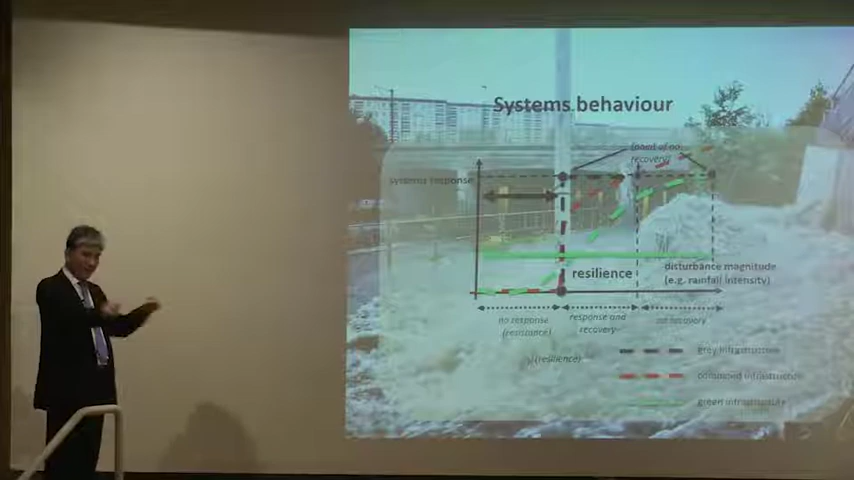 Systems behaviour
(point of no
recovery)
systems response
resilience
disturbance magnitude
(e.g. rainfall intensity)
no response
(resistance)
response and
recovery
no recovery
(resilience)
grey infrastructure
combined infrastructure
green infrastructure